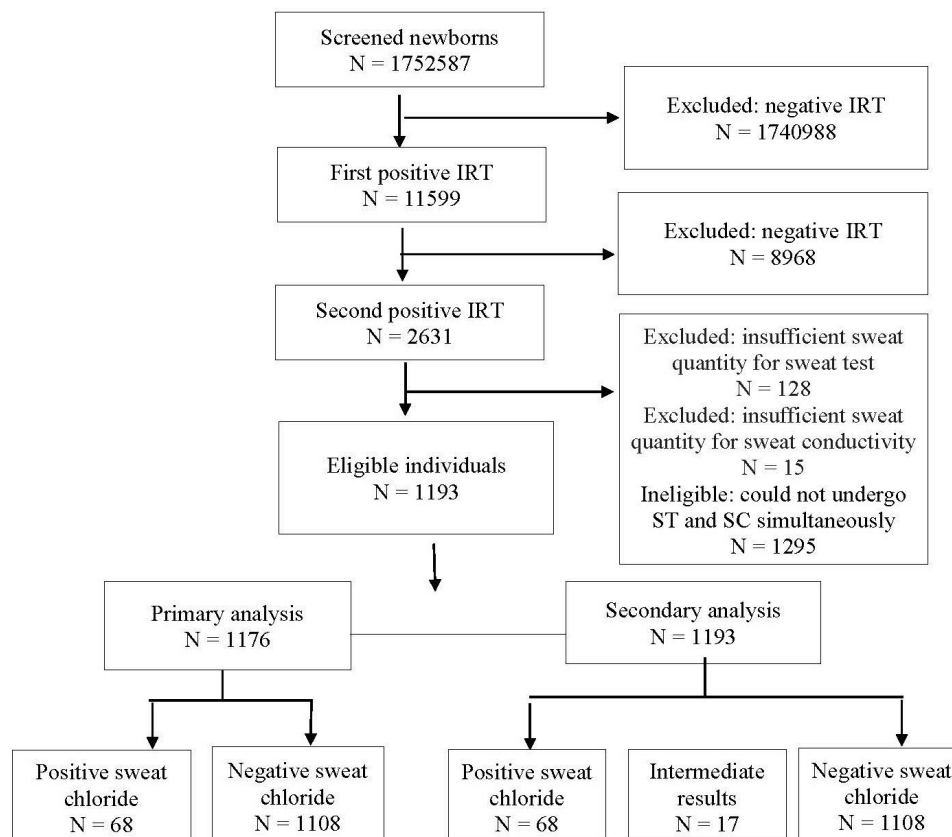 Screened newborns
N = 1752587
Excluded: negative IRT
N = 1740988
First positive IRT
N = 11599
Excluded: negative IRT
N = 8968
Second positive IRT
N = 2631
Excluded: insufficient sweat
quantity for sweat test
N = 128
Excluded: insufficient sweat
quantity for sweat conductivity
N = 15
Ineligible: could not undergo
ST and SC simultaneously
N = 1295
Eligible individuals
N = 1193
Primary analysis
N = 1176
Secondary analysis
N = 1193
Positive sweat
chloride
N = 68
Negative sweat
chloride
N = 1108
Positive sweat
chloride
N = 68
Intermediate
results
N = 17
Negative sweat
chloride
N = 1108